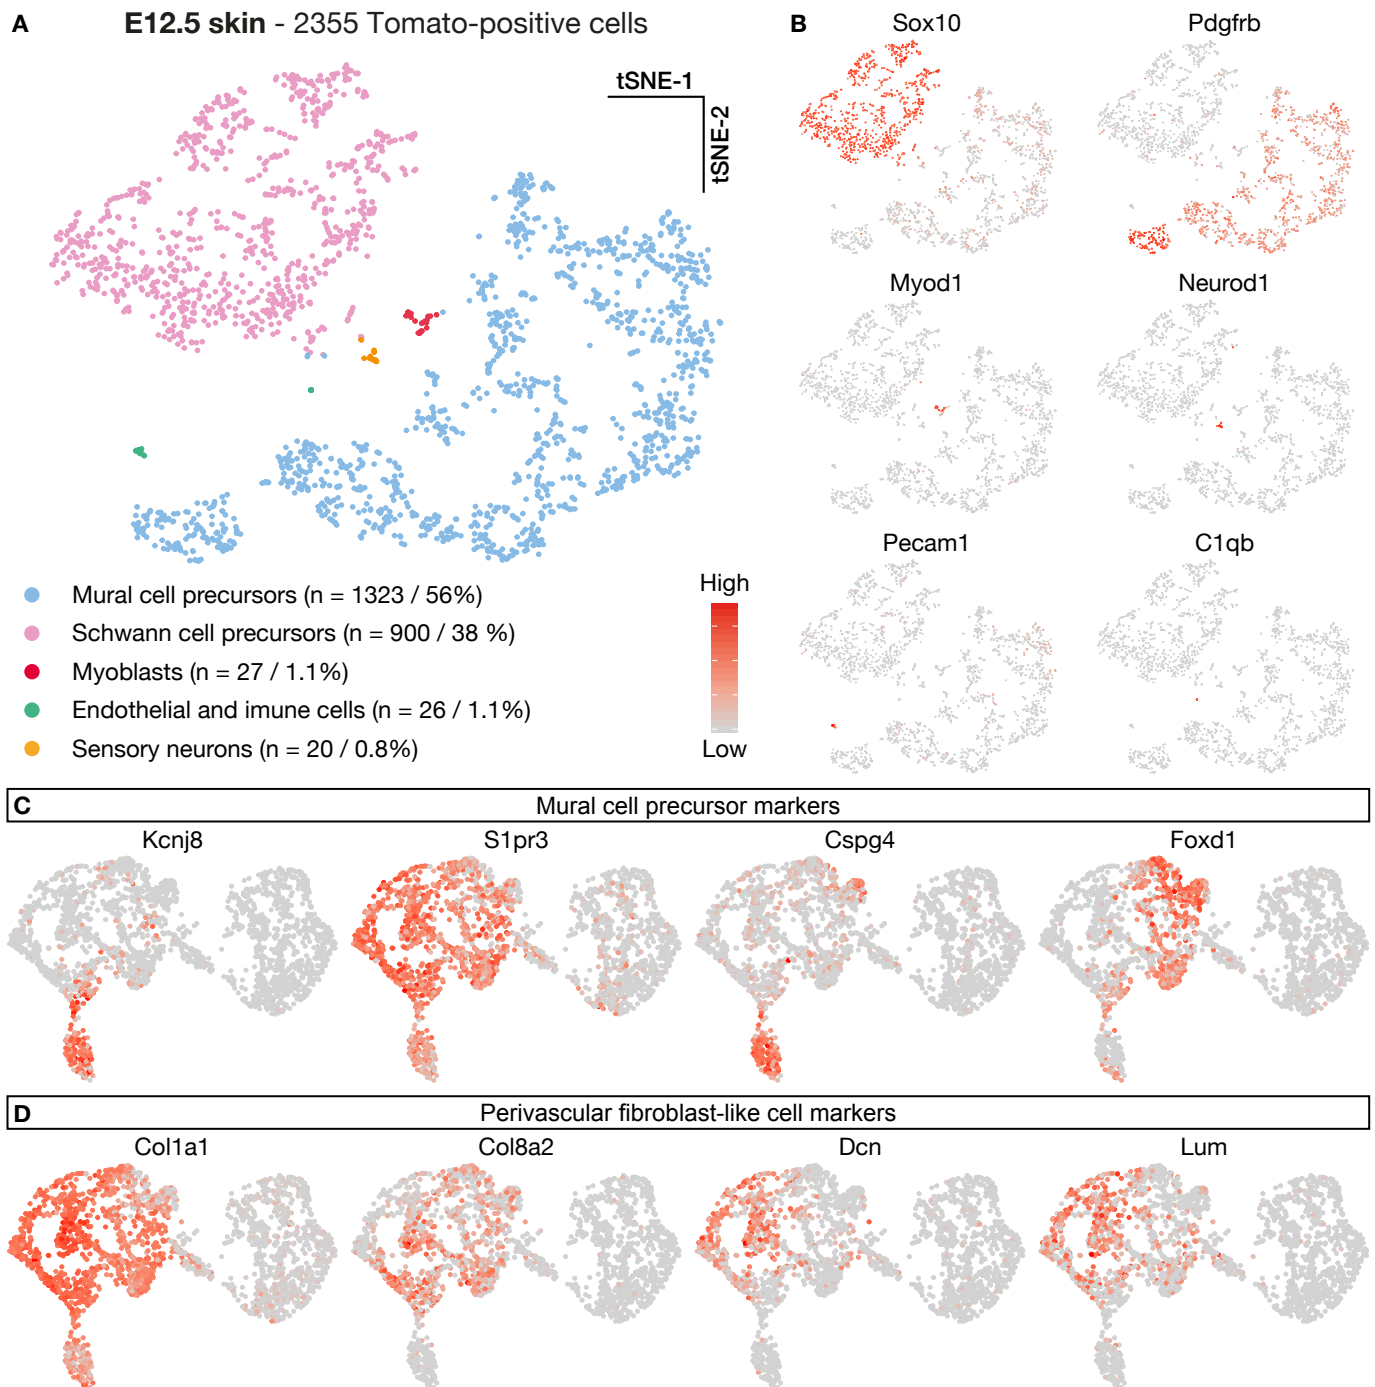 A
E12.5 skin - 2355 Tomato-positive cells
tSNE-1
tSNE-2
Mural cell precursors (n = 1323 / 56%)
Schwann cell precursors (n = 900 / 38 %)
Myoblasts (n = 27 / 1.1%)
Endothelial and imune cells (n = 26 / 1.1%)
Sensory neurons (n = 20 / 0.8%)
High
Low
B
Sox10
Pdgfrb
Myod1
Neurod1
Pecam1
C1qb
C
Mural cell precursor markers
Kcnj8
S1pr3
Cspg4
Foxd1
D
Perivascular fibroblast-like cell markers
Col1a1
Col8a2
Dcn
Lum